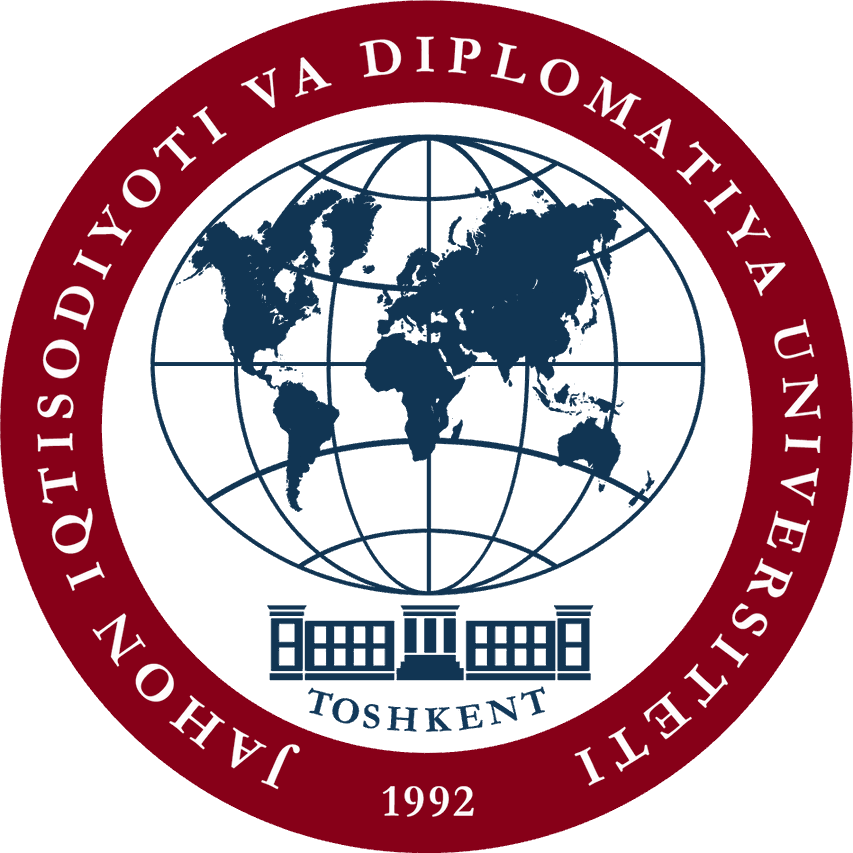 JAHON IQTISODIYOTI VA DIPLOMATIYA UNIVERSITETI
TOSHKENT
1992